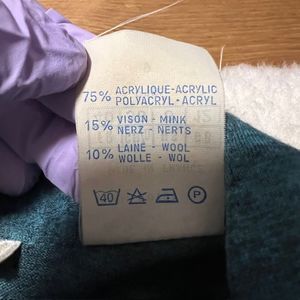 75% ACRYLIQUE-ACRYLIC
POLYACRYL-ACRYL
15% VISON - MINK
NERZ - NERTS
10% LAINE - WOOL
WOLLE - WOL
40 P